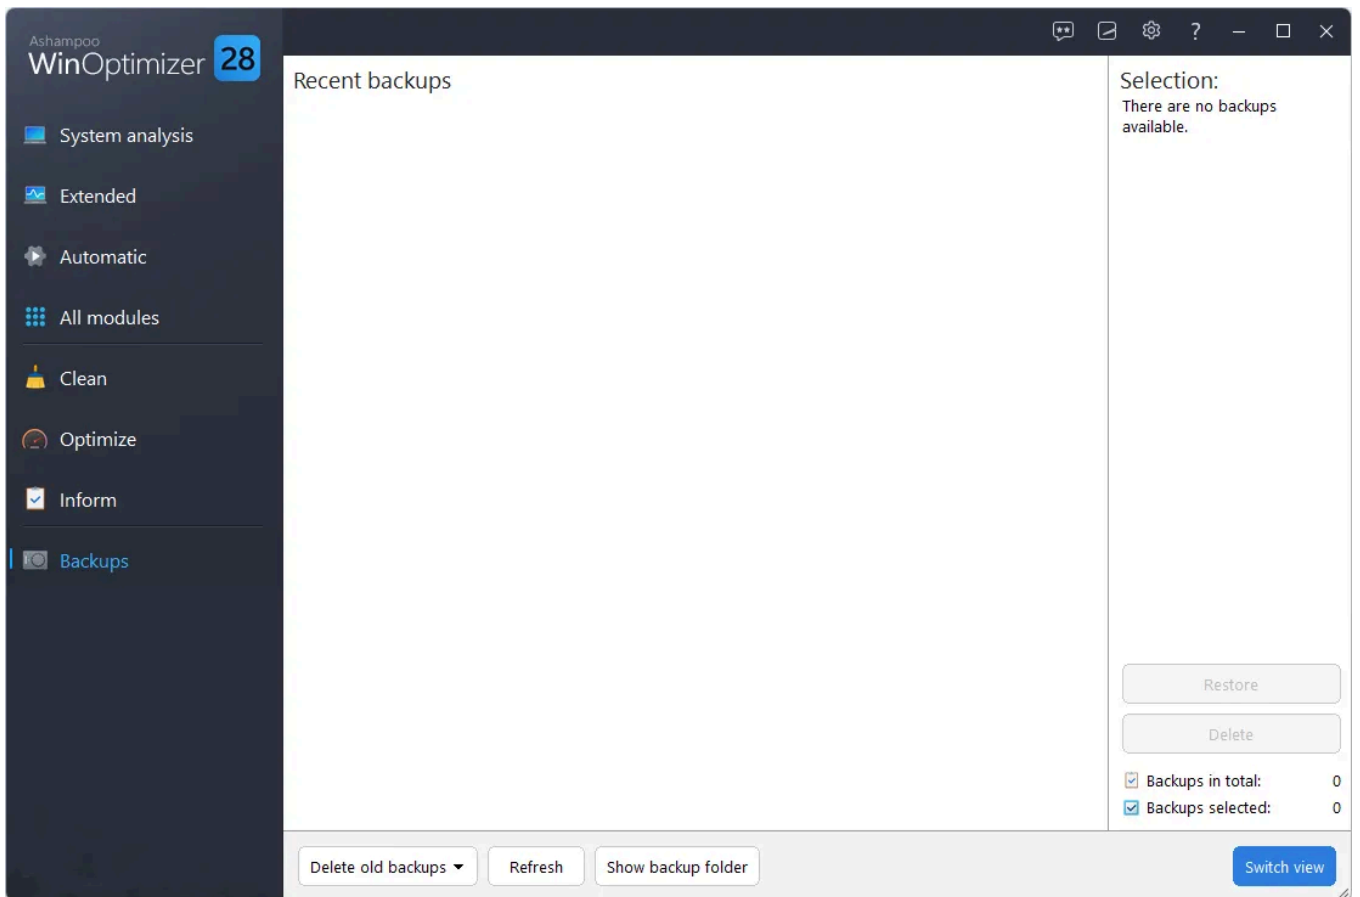 Ashampoo
WinOptimizer 28
System analysis
Extended
Automatic
All modules
Clean
Optimize
Inform
Backups
?
Recent backups
Selection:
There are no backups
available.
Restore
Delete
Backups in total: 0
Backups selected: 0
Delete old backups
Refresh
Show backup folder
Switch view